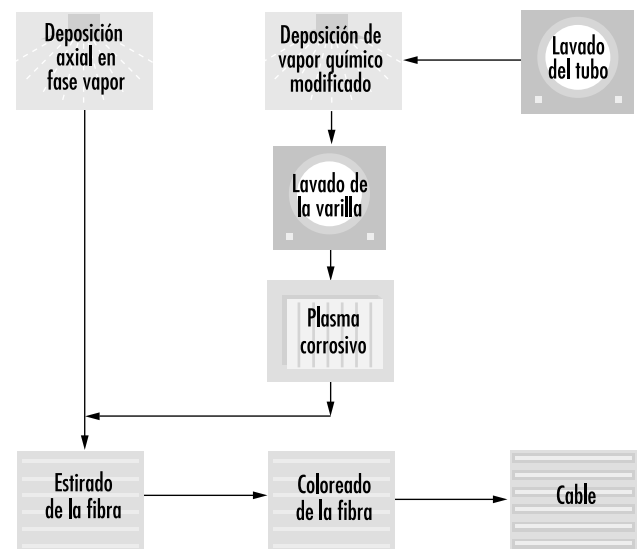 Deposición
axial en
fase vapor
Deposición de
vapor químico
modificado
Lavado
del tubo
Lavado de
la varilla
Plasma
corrosivo
Estirado
de la fibra
Coloreado
de la fibra
Cable